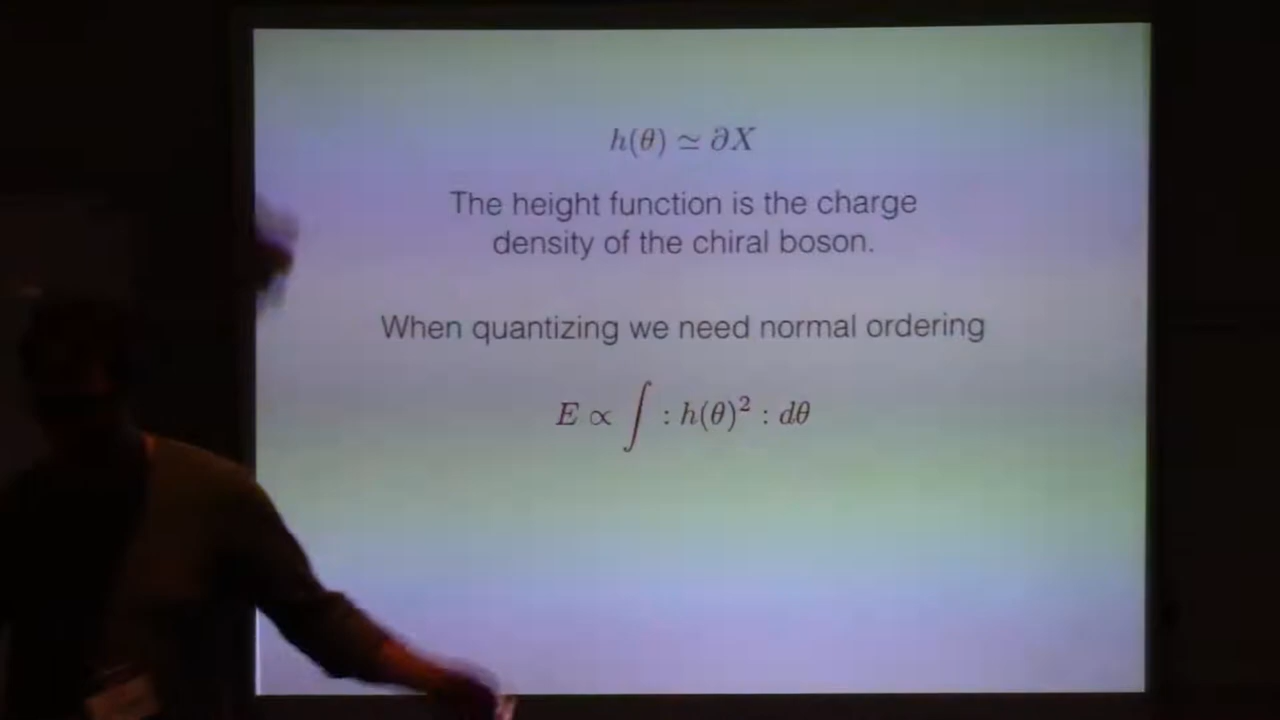 h(θ) ≃ ∂X
The height function is the charge
density of the chiral boson.
When quantizing we need normal ordering
E ∝ ∫ : h(θ)² : dθ